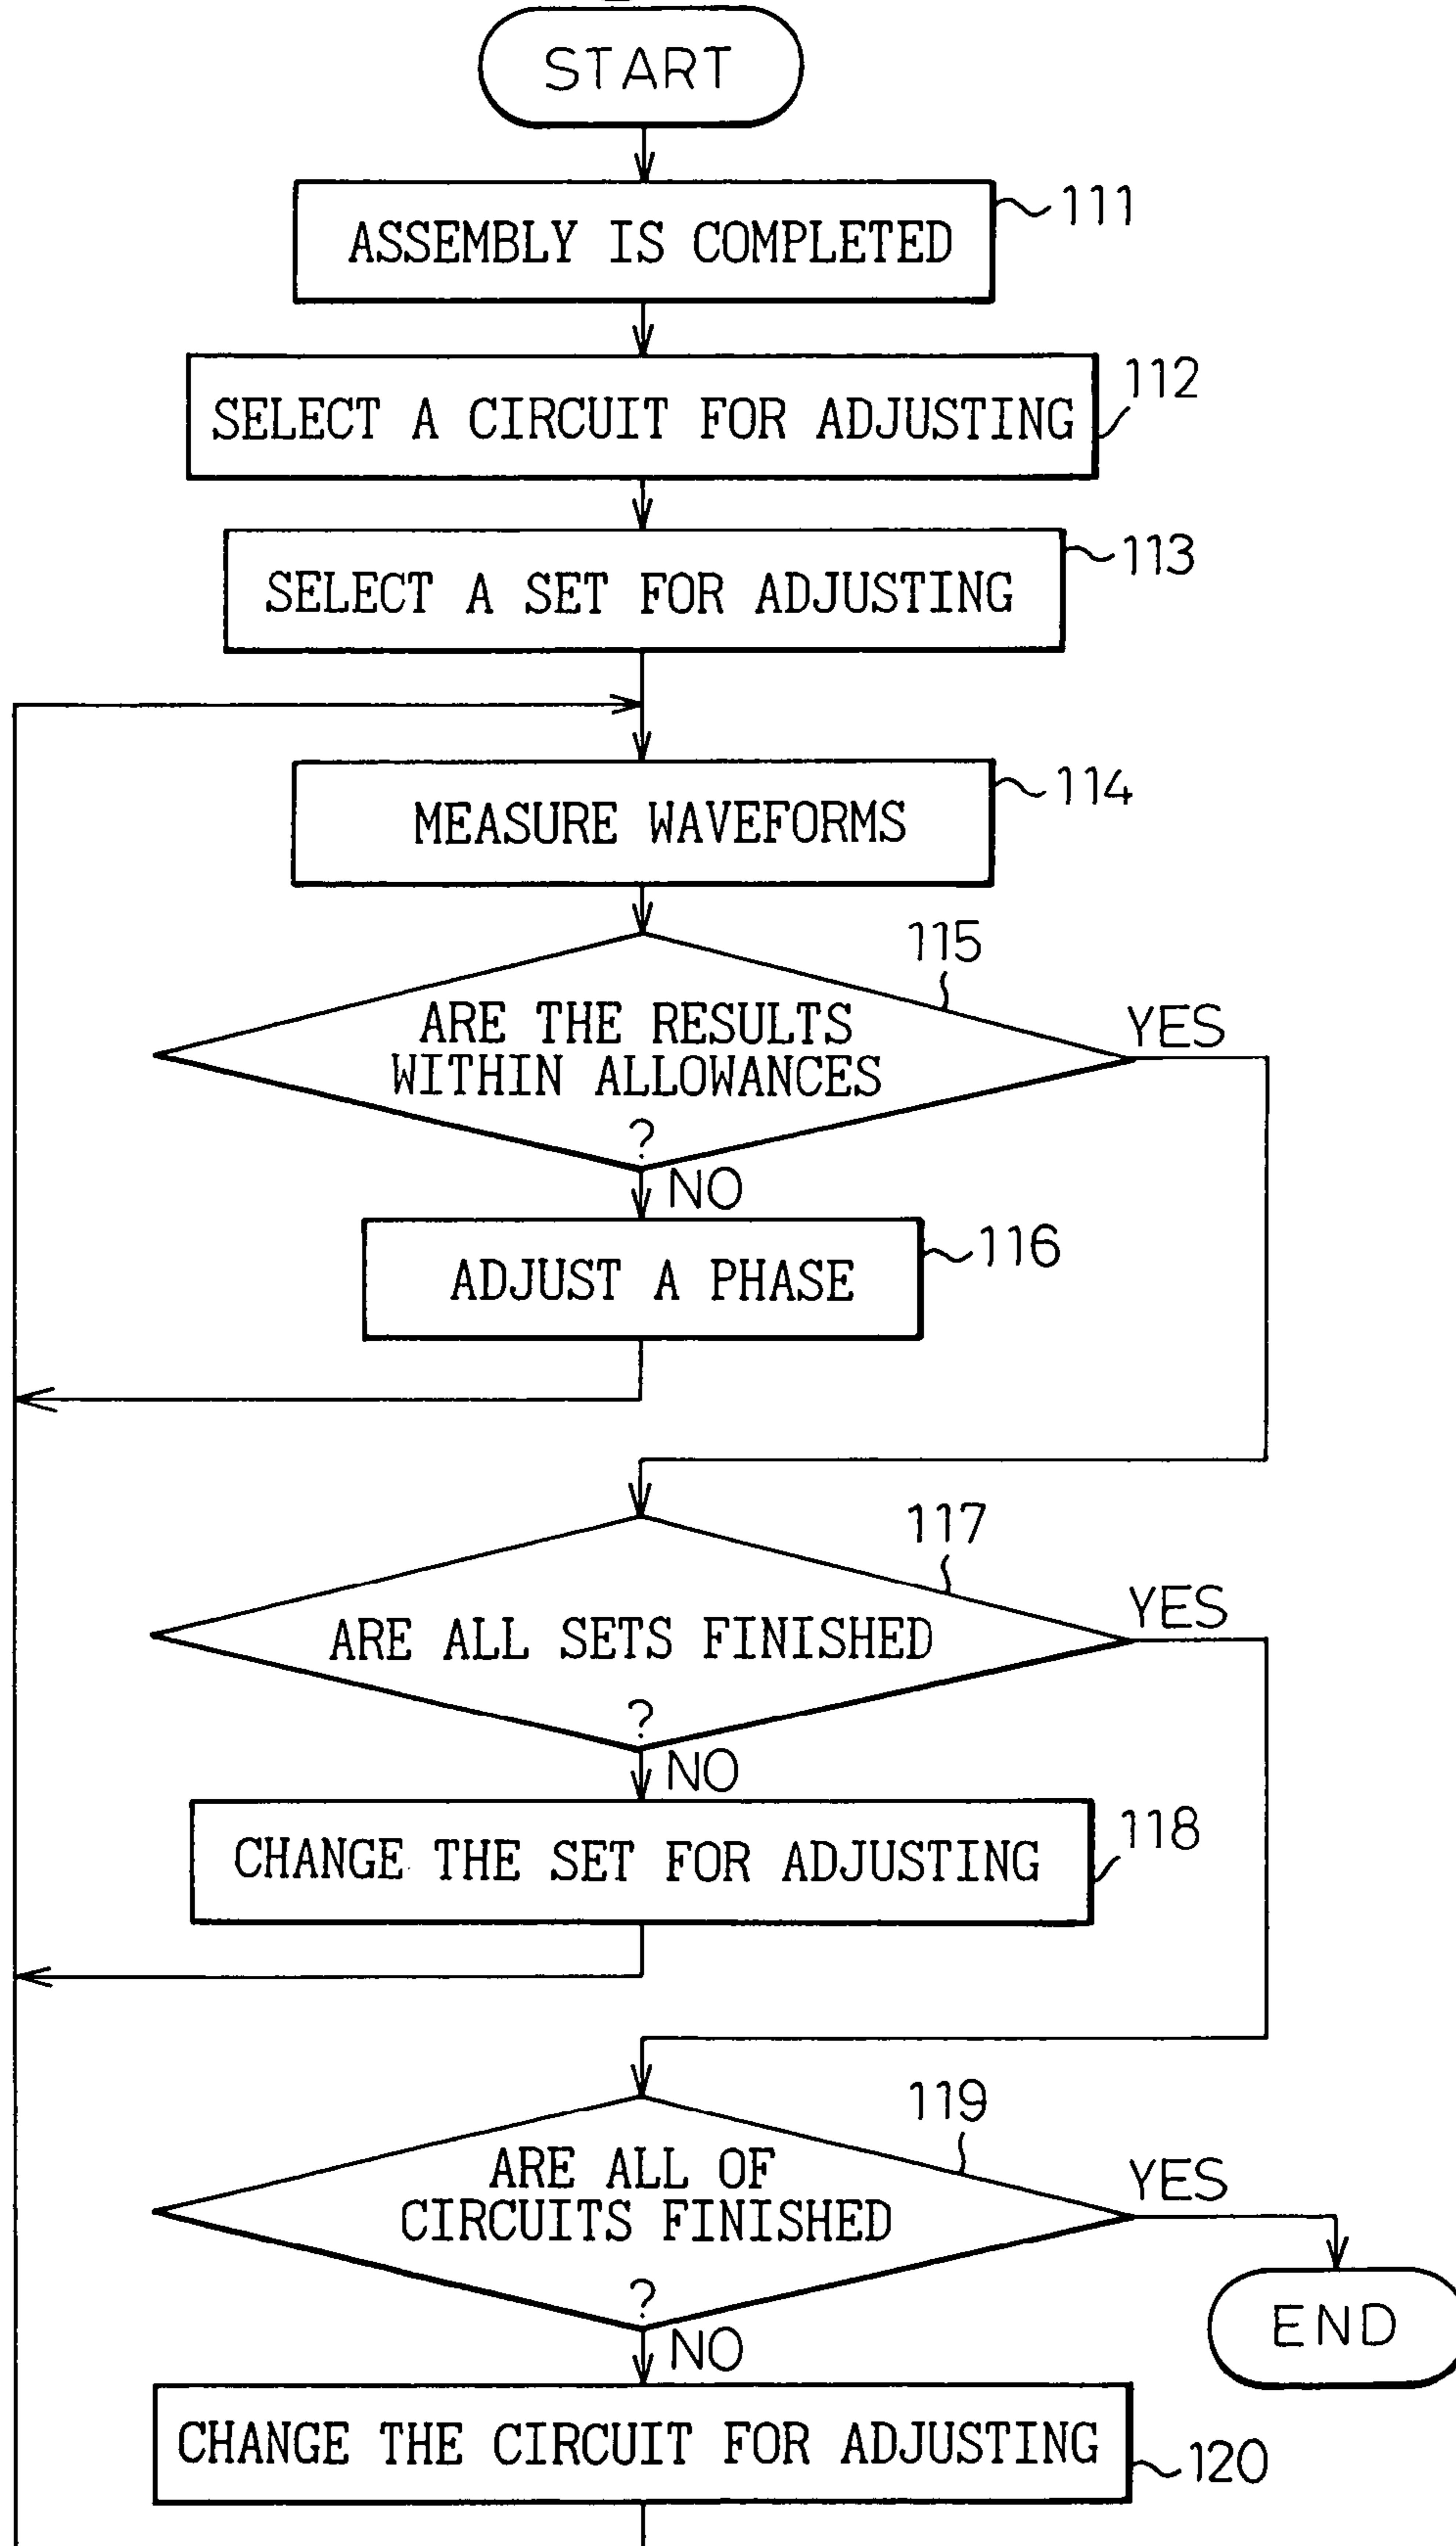 START
ASSEMBLY IS COMPLETED
111
SELECT A CIRCUIT FOR ADJUSTING
112
SELECT A SET FOR ADJUSTING
113
MEASURE WAVEFORMS
114
115
ARE THE RESULTS
WITHIN ALLOWANCES
?
YES
NO
ADJUST A PHASE
116
117
ARE ALL SETS FINISHED
?
YES
NO
CHANGE THE SET FOR ADJUSTING
118
119
ARE ALL OF
CIRCUITS FINISHED
?
YES
END
NO
CHANGE THE CIRCUIT FOR ADJUSTING
120